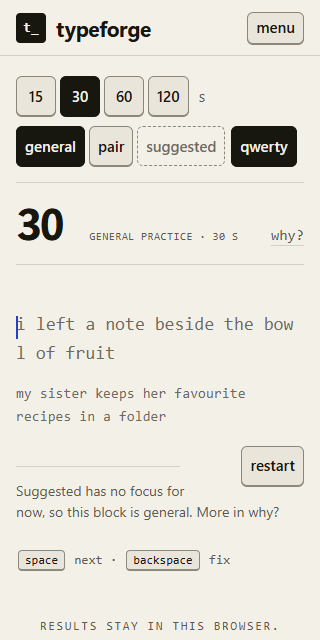 t_ typeforge menu
15 30 60 120 s
general pair suggested qwerty
30 GENERAL PRACTICE · 30 S why?
i left a note beside the bow
l of fruit
my sister keeps her favourite
recipes in a folder
restart
Suggested has no focus for
now, so this block is general. More in why?
space next · backspace fix
RESULTS STAY IN THIS BROWSER.